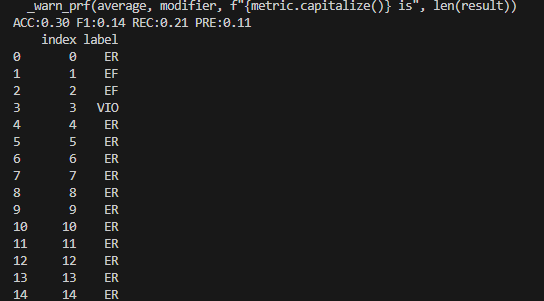 _warn_prf(average, modifier, f"{metric.capitalize()} is", len(result))
ACC:0.30 F1:0.14 REC:0.21 PRE:0.11
index label
0 0 ER
1 1 EF
2 2 EF
3 3 VIO
4 4 ER
5 5 ER
6 6 ER
7 7 ER
8 8 ER
9 9 ER
10 10 ER
11 11 ER
12 12 ER
13 13 ER
14 14 ER